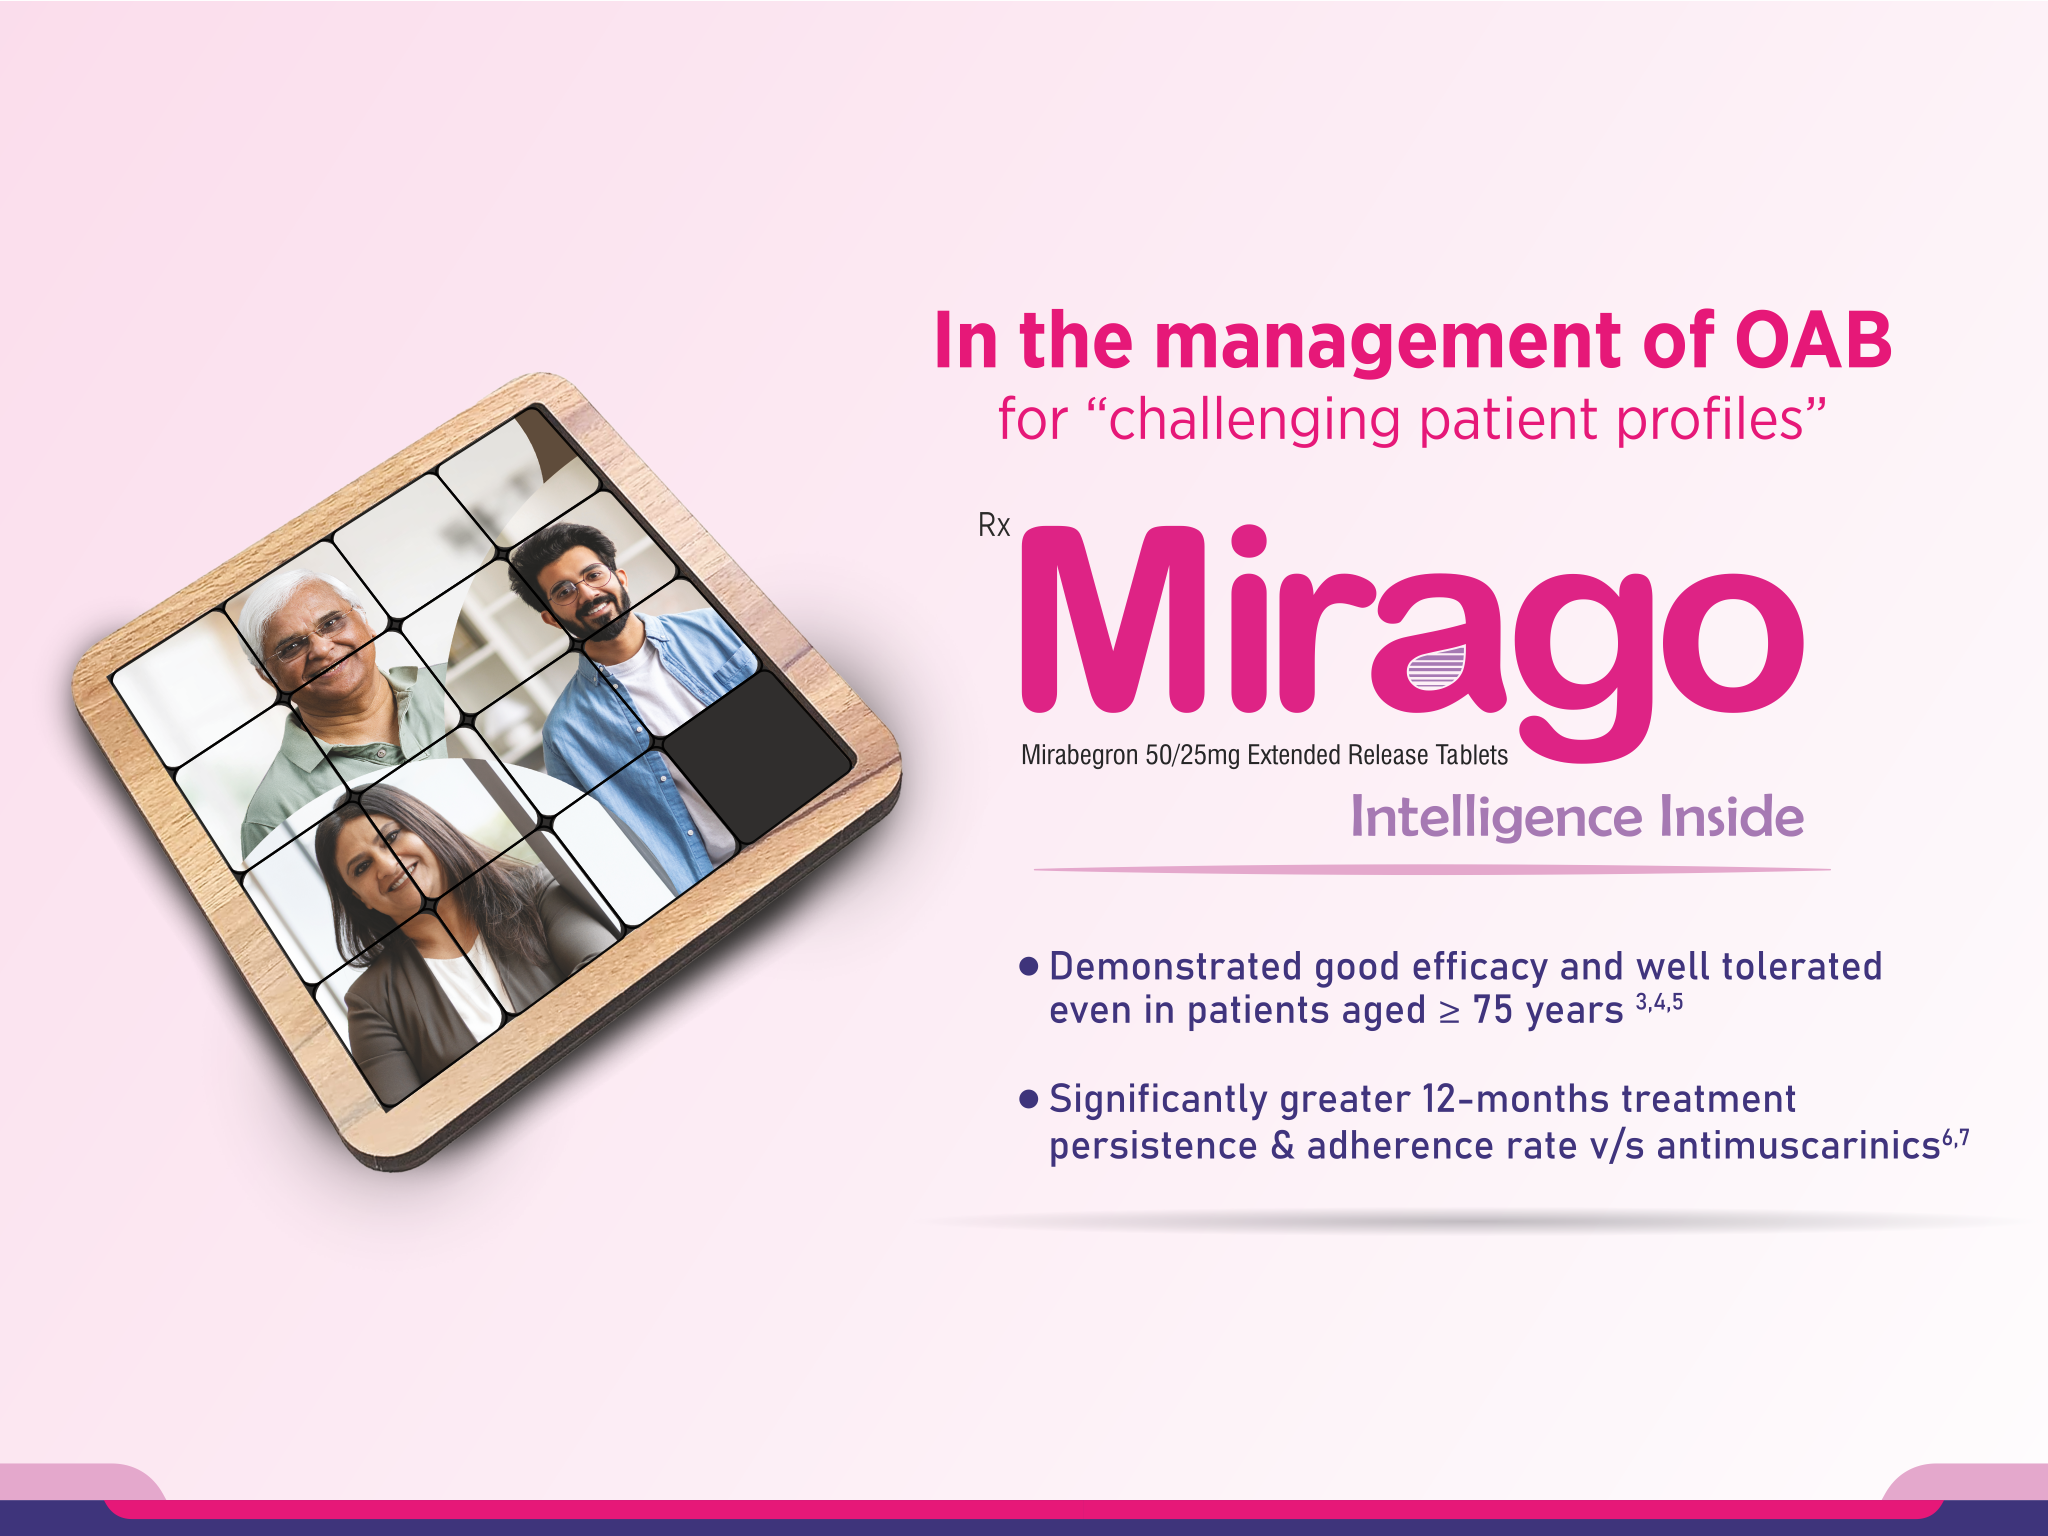 In the management of OAB
for “challenging patient profiles”
Rx
Mirago
Mirabegron 50/25mg Extended Release Tablets
Intelligence Inside
• Demonstrated good efficacy and well tolerated
even in patients aged ≥ 75 years 3,4,5
• Significantly greater 12-months treatment
persistence & adherence rate v/s antimuscarinics6,7